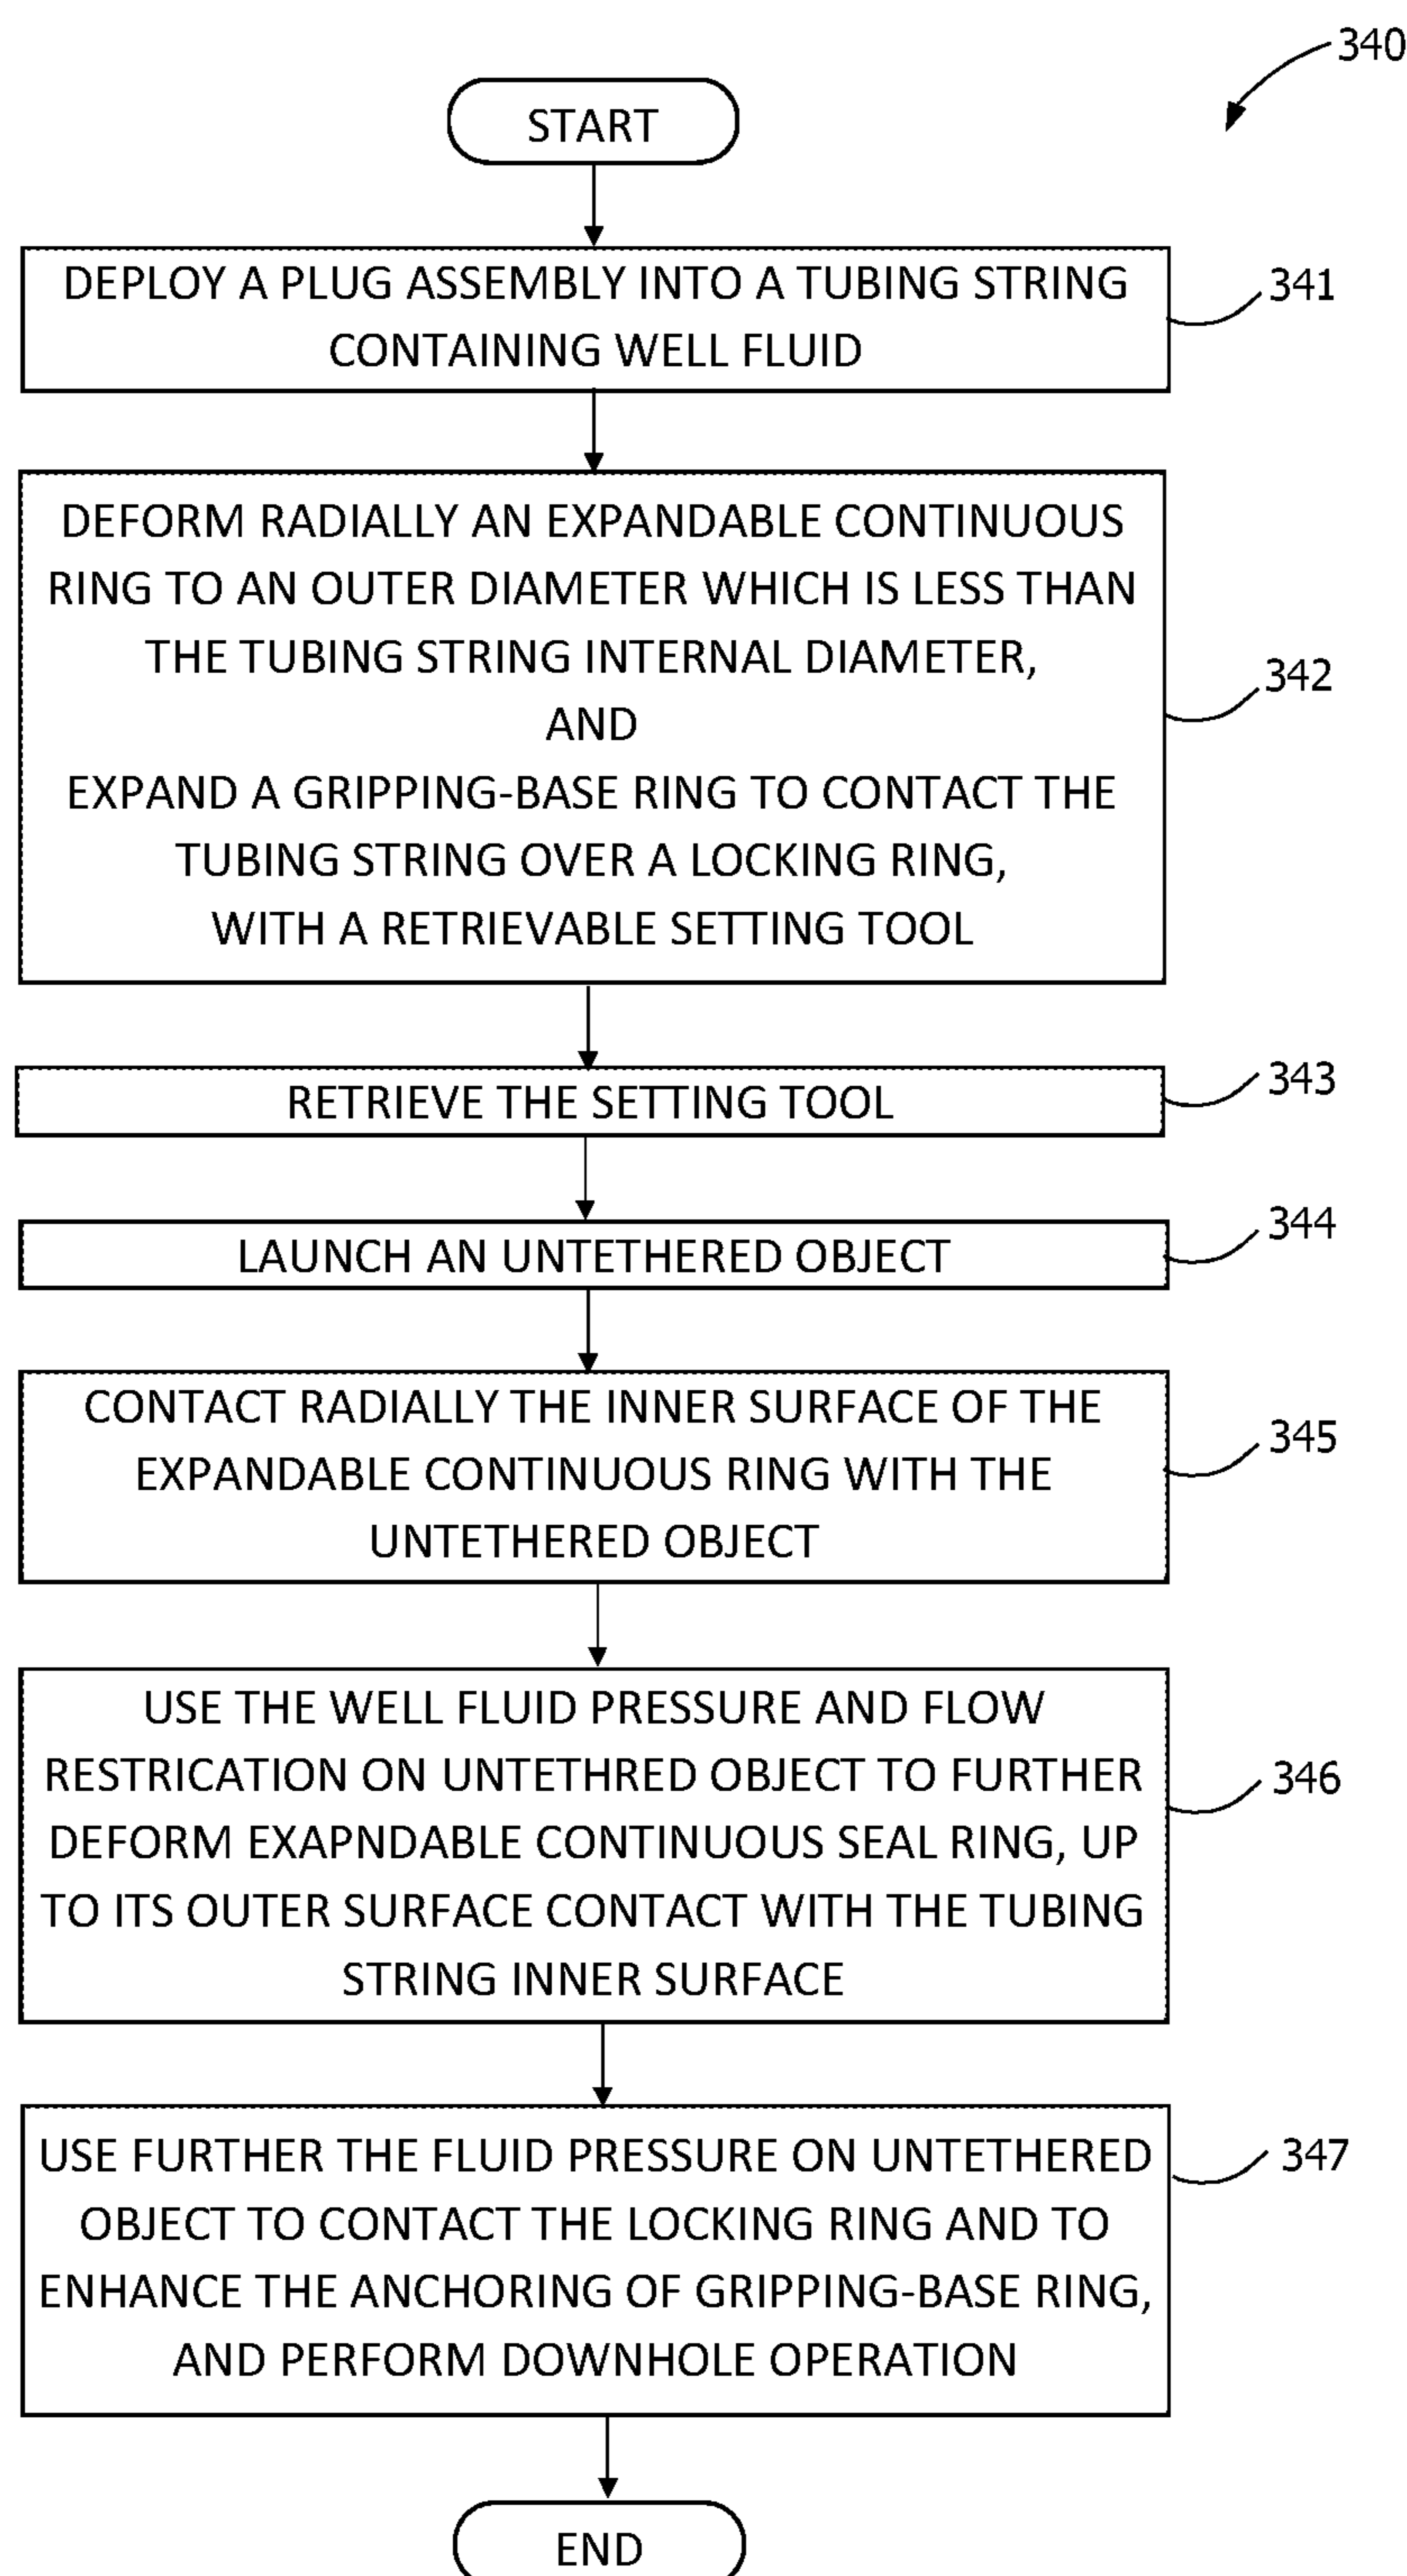 340
START
DEPLOY A PLUG ASSEMBLY INTO A TUBING STRING
CONTAINING WELL FLUID
341
DEFORM RADIALLY AN EXPANDABLE CONTINUOUS
RING TO AN OUTER DIAMETER WHICH IS LESS THAN
THE TUBING STRING INTERNAL DIAMETER,
AND
EXPAND A GRIPPING-BASE RING TO CONTACT THE
TUBING STRING OVER A LOCKING RING,
WITH A RETRIEVABLE SETTING TOOL
342
RETRIEVE THE SETTING TOOL
343
LAUNCH AN UNTETHERED OBJECT
344
CONTACT RADIALLY THE INNER SURFACE OF THE
EXPANDABLE CONTINUOUS RING WITH THE
UNTETHERED OBJECT
345
USE THE WELL FLUID PRESSURE AND FLOW
RESTRICATION ON UNTETHRED OBJECT TO FURTHER
DEFORM EXAPNDABLE CONTINUOUS SEAL RING, UP
TO ITS OUTER SURFACE CONTACT WITH THE TUBING
STRING INNER SURFACE
346
USE FURTHER THE FLUID PRESSURE ON UNTETHERED
OBJECT TO CONTACT THE LOCKING RING AND TO
ENHANCE THE ANCHORING OF GRIPPING-BASE RING,
AND PERFORM DOWNHOLE OPERATION
347
END